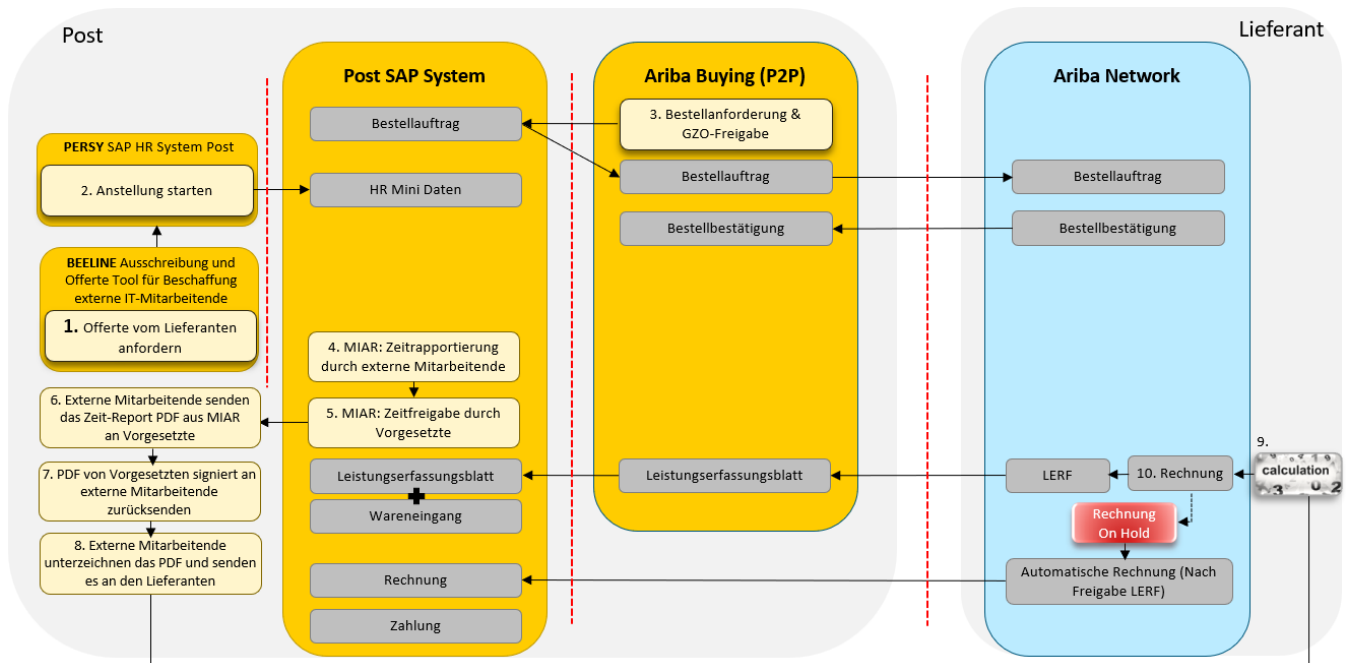 Post
Lieferant
Post SAP System
Ariba Buying (P2P)
Ariba Network
Bestellauftrag
3. Bestellanforderung &
GZO-Freigabe
PERSY SAP HR System Post
2. Anstellung starten
HR Mini Daten
Bestellauftrag
Bestellauftrag
Bestellbestätigung
Bestellbestätigung
BEELINE Ausschreibung und
Offerte Tool für Beschaffung
externe IT-Mitarbeitende
1. Offerte vom Lieferanten
anfordern
4. MIAR: Zeitrapportierung
durch externe Mitarbeitende
5. MIAR: Zeitfreigabe durch
Vorgesetzte
6. Externe Mitarbeitende senden
das Zeit-Report PDF aus MIAR
an Vorgesetzte
7. PDF von Vorgesetzten signiert an
externe Mitarbeitende
zurücksenden
8. Externe Mitarbeitende
unterzeichnen das PDF und senden
es an den Lieferanten
Leistungserfassungsblatt
Wareneingang
Leistungserfassungsblatt
LERF
10. Rechnung
9.
calculation
3 0 2
Rechnung
On Hold
Rechnung
Automatische Rechnung (Nach
Freigabe LERF)
Zahlung